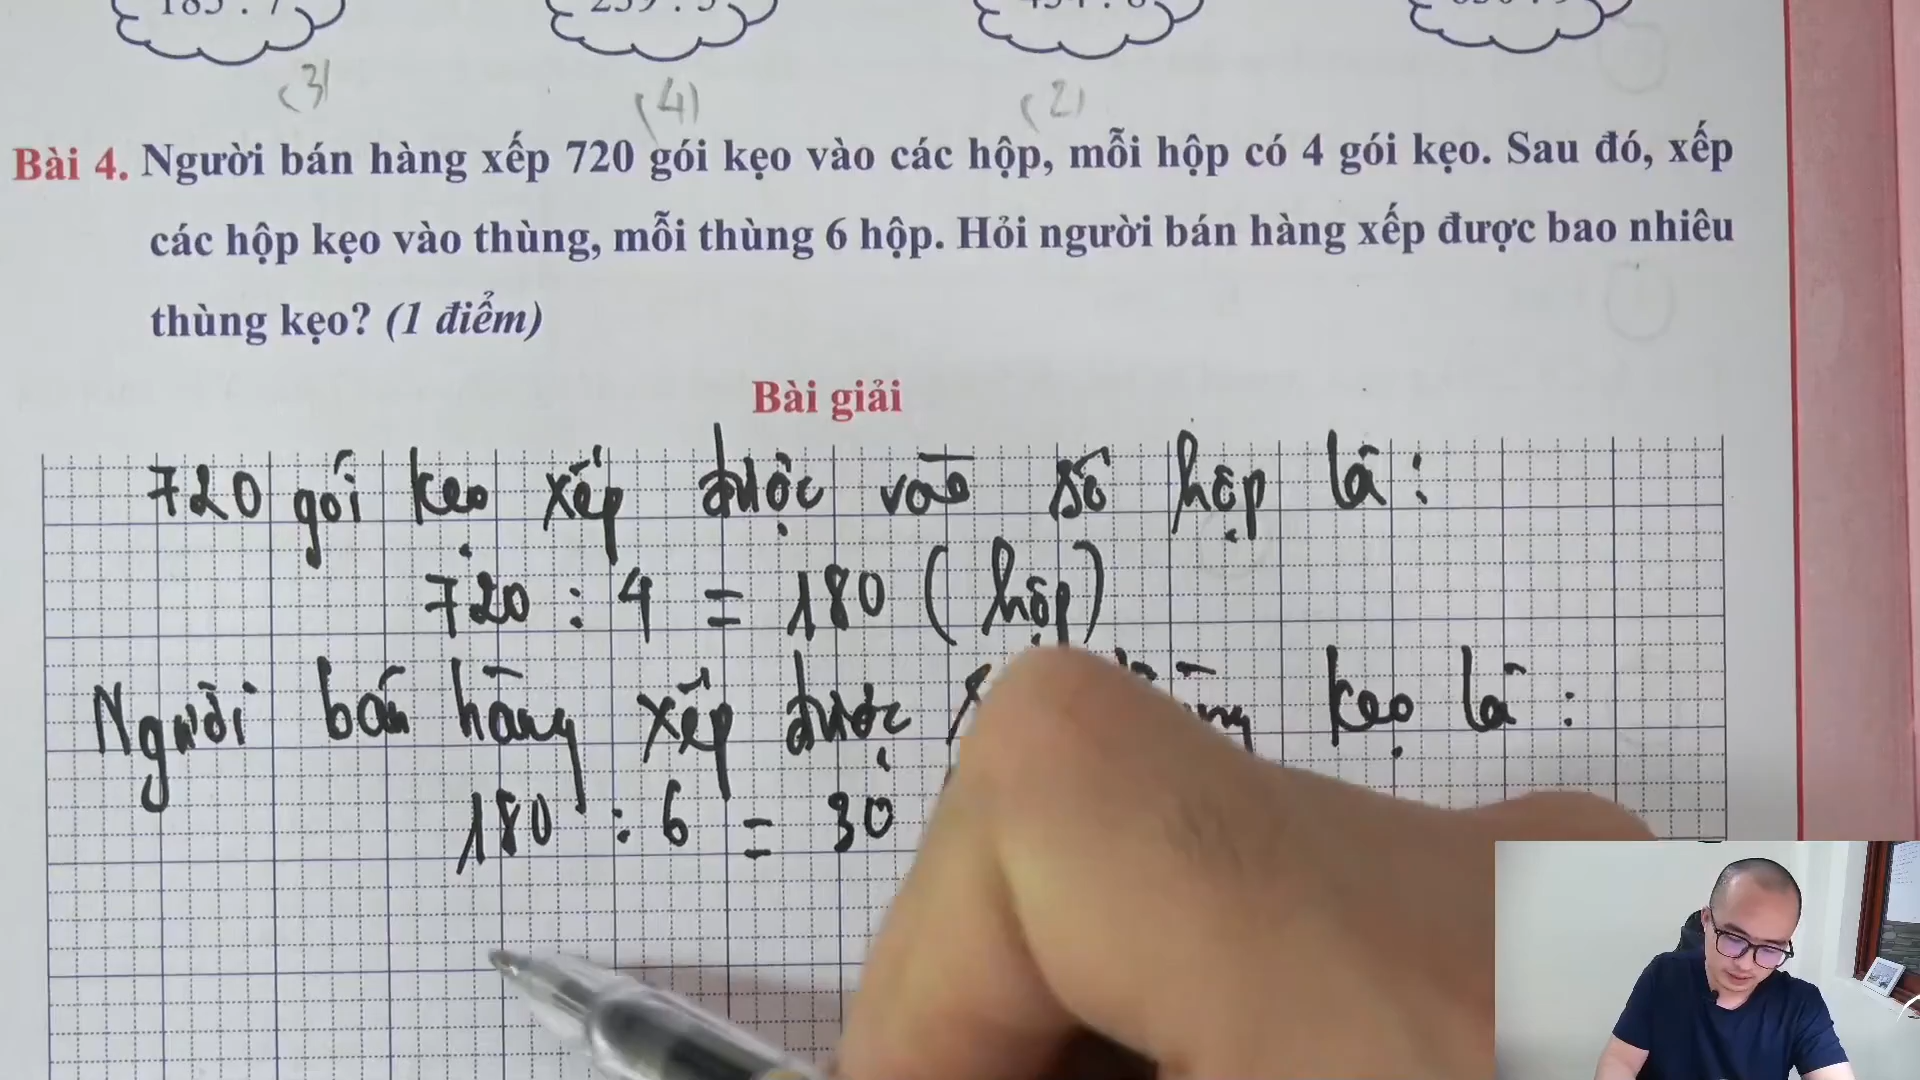 (3)
(4)
(2)
Bài 4. Người bán hàng xếp 720 gói kẹo vào các hộp, mỗi hộp có 4 gói kẹo. Sau đó, xếp
các hộp kẹo vào thùng, mỗi thùng 6 hộp. Hỏi người bán hàng xếp được bao nhiêu
thùng kẹo? (1 điểm)
Bài giải
720 gói kẹo xếp được vào số hộp là :
720 : 4 = 180 ( hộp)
Người bán hàng xếp được kẹo là :
180 : 6 = 30